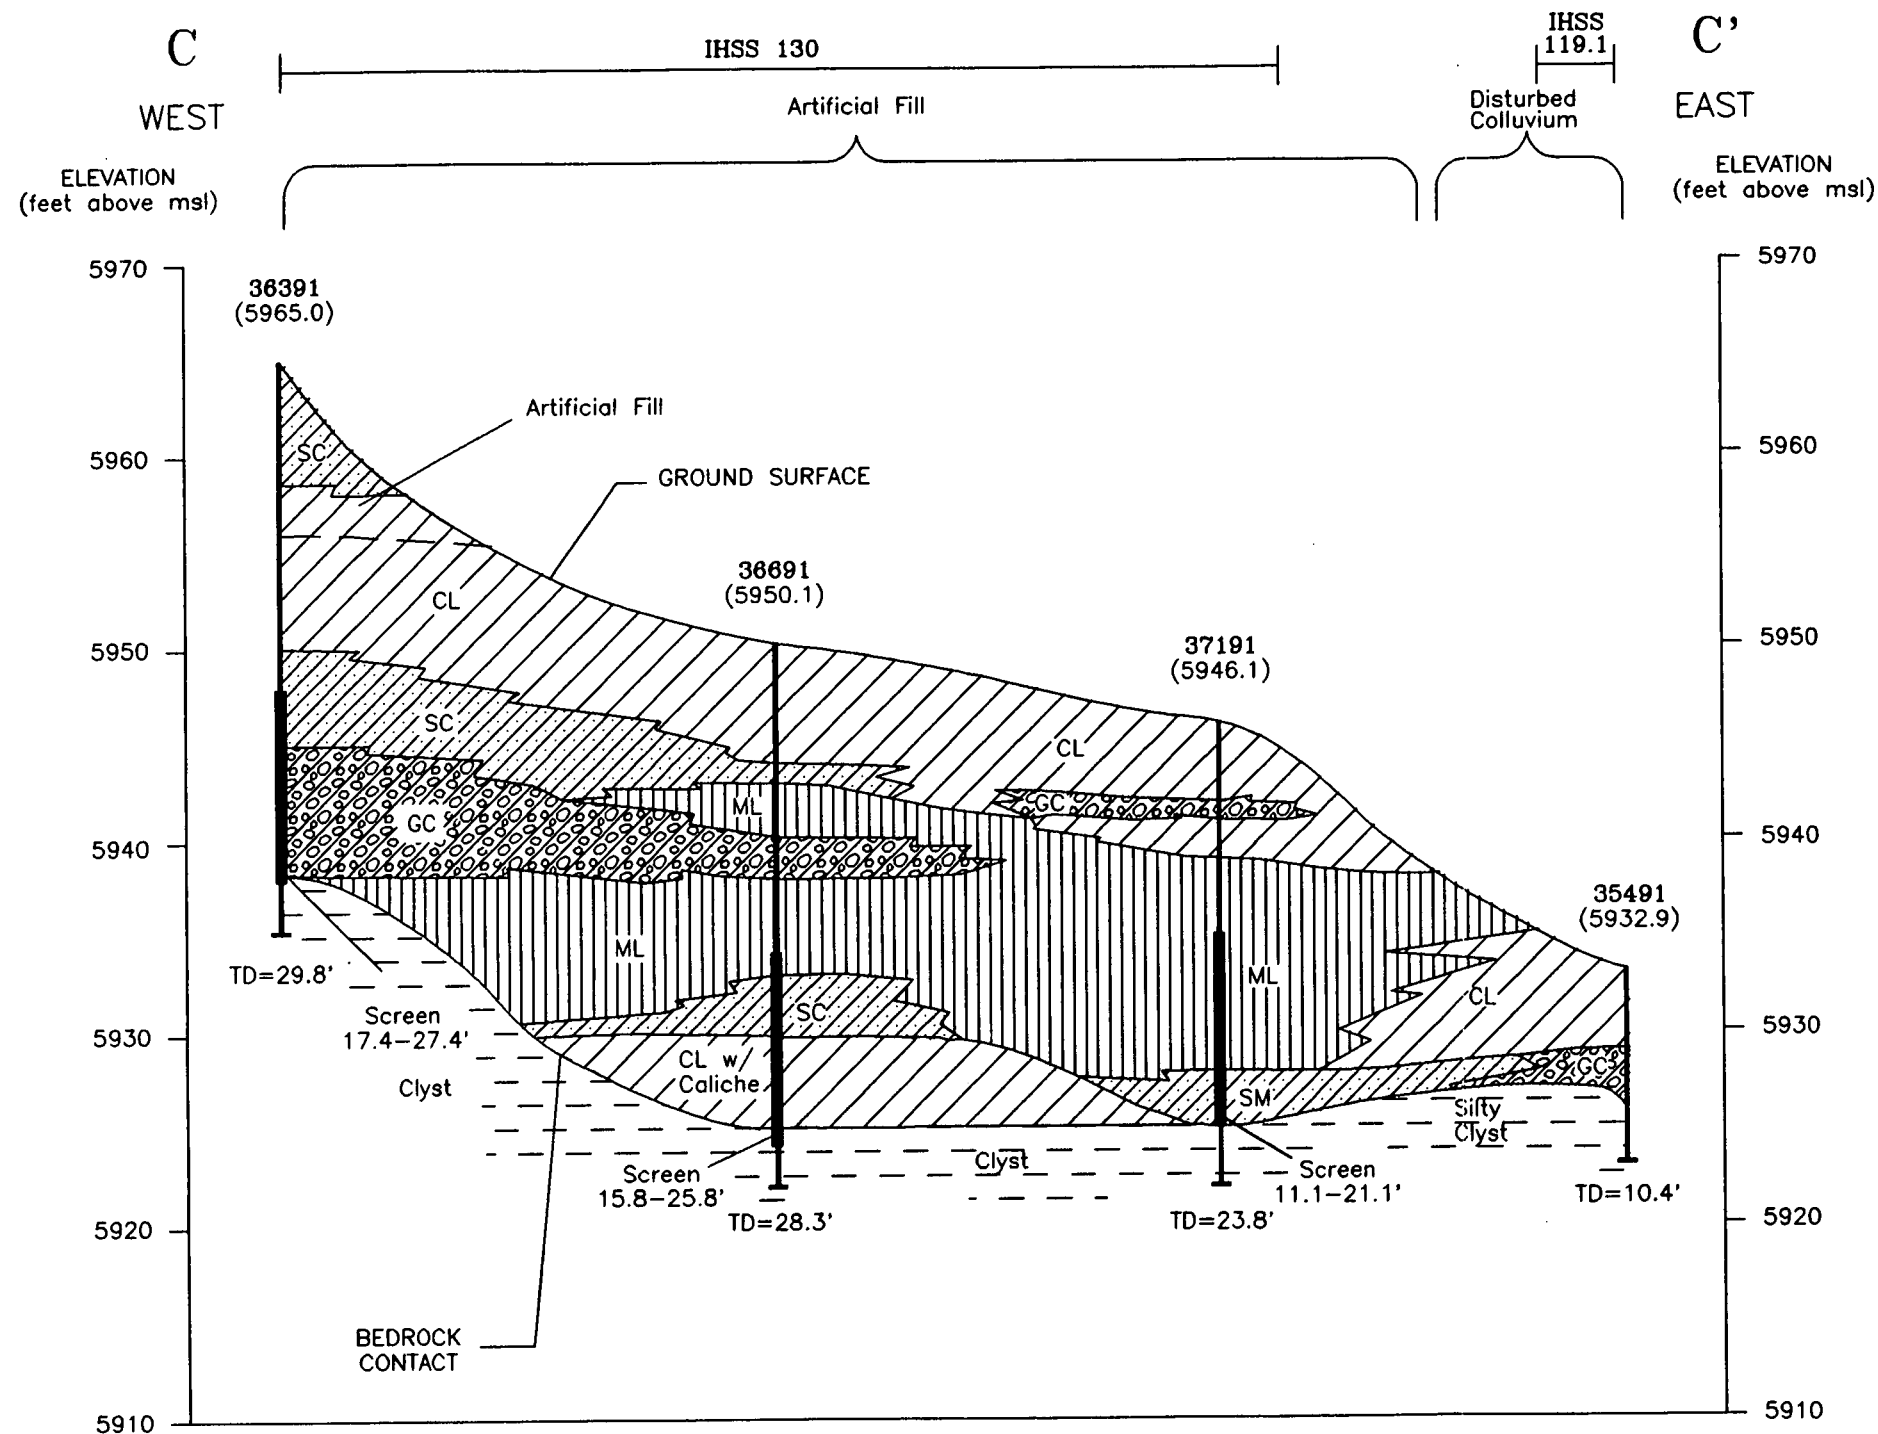 C
IHSS 130
IHSS
119.1
C'
WEST
Artificial Fill
Disturbed
Colluvium
EAST
ELEVATION
(feet above msl)
ELEVATION
(feet above msl)
5970
5970
36391
(5965.0)
Artificial Fill
SC
5960
5960
GROUND SURFACE
36691
(5950.1)
CL
5950
5950
37191
(5946.1)
SC
CL
ML
GC
GC
5940
5940
35491
(5932.9)
ML
ML
TD=29.8'
CL
SC
Screen
17.4–27.4'
5930
5930
CL w/
Caliche
GC
Clyst
SM
Silty
Clyst
Clyst
Screen
15.8–25.8'
Screen
11.1–21.1'
TD=10.4'
TD=28.3'
TD=23.8'
5920
5920
BEDROCK
CONTACT
5910
5910